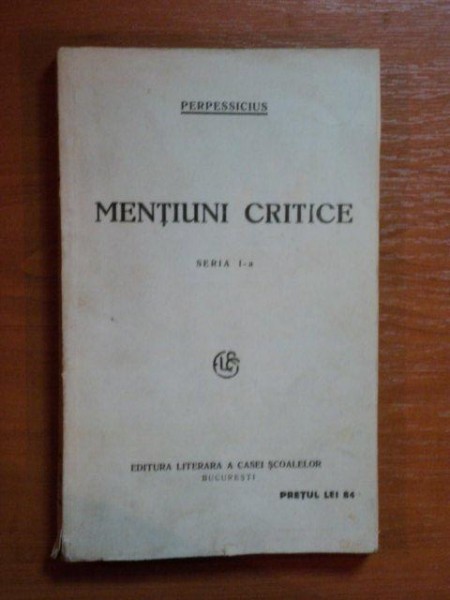 PERPESSICIUS
MENȚIUNI CRITICE
SERIA I-a
EDITURA LITERARA A CASEI ȘCOALELOR
BUCUREȘTI
PREȚUL LEI 84